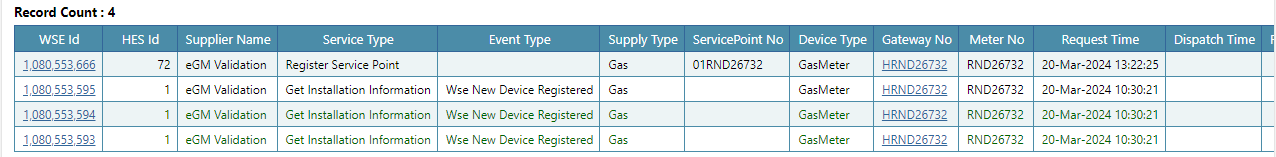 Record Count : 4
WSE Id HES Id Supplier Name Service Type Event Type Supply Type ServicePoint No Device Type Gateway No Meter No Request Time Dispatch Time
1,080,553,666 72 eGM Validation Register Service Point Gas 01RND26732 GasMeter HRND26732 RND26732 20-Mar-2024 13:22:25
1,080,553,595 1 eGM Validation Get Installation Information Wse New Device Registered Gas GasMeter HRND26732 RND26732 20-Mar-2024 10:30:21
1,080,553,594 1 eGM Validation Get Installation Information Wse New Device Registered Gas GasMeter HRND26732 RND26732 20-Mar-2024 10:30:21
1,080,553,593 1 eGM Validation Get Installation Information Wse New Device Registered Gas GasMeter HRND26732 RND26732 20-Mar-2024 10:30:21